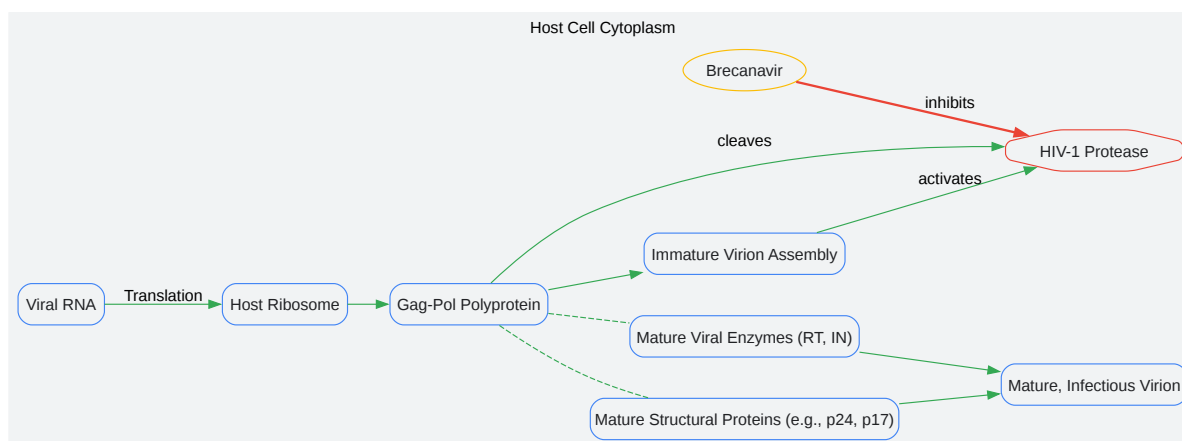 Host Cell Cytoplasm
Brecanavir
inhibits
cleaves
HIV-1 Protease
activates
Immature Virion Assembly
Viral RNA
Translation
Host Ribosome
Gag-Pol Polyprotein
Mature Viral Enzymes (RT, IN)
Mature, Infectious Virion
Mature Structural Proteins (e.g., p24, p17)